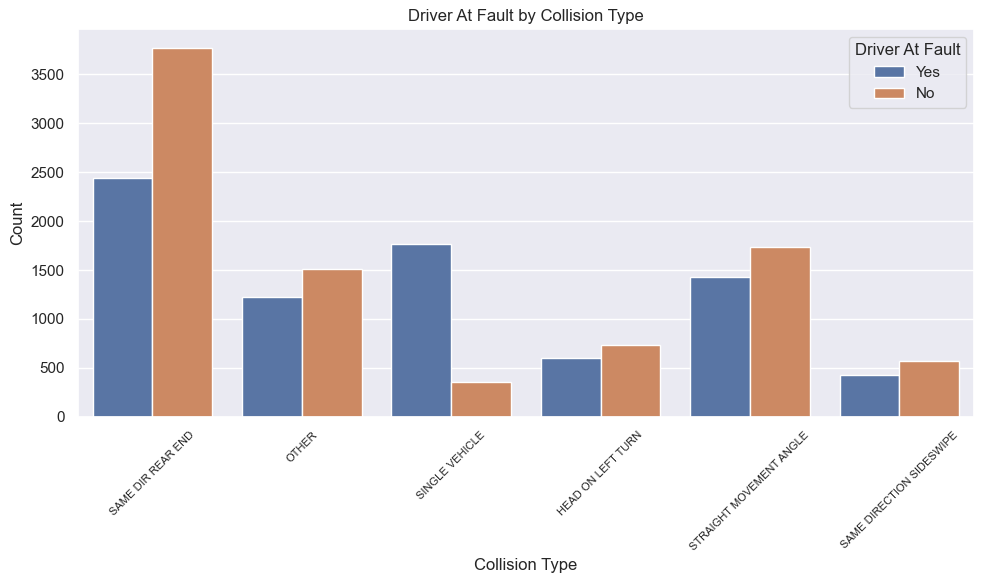 Driver At Fault by Collision Type
Driver At Fault
Yes
No
Count
3500
3000
2500
2000
1500
1000
500
0
SAME DIR REAR END
OTHER
SINGLE VEHICLE
HEAD ON LEFT TURN
STRAIGHT MOVEMENT ANGLE
SAME DIRECTION SIDESWIPE
Collision Type